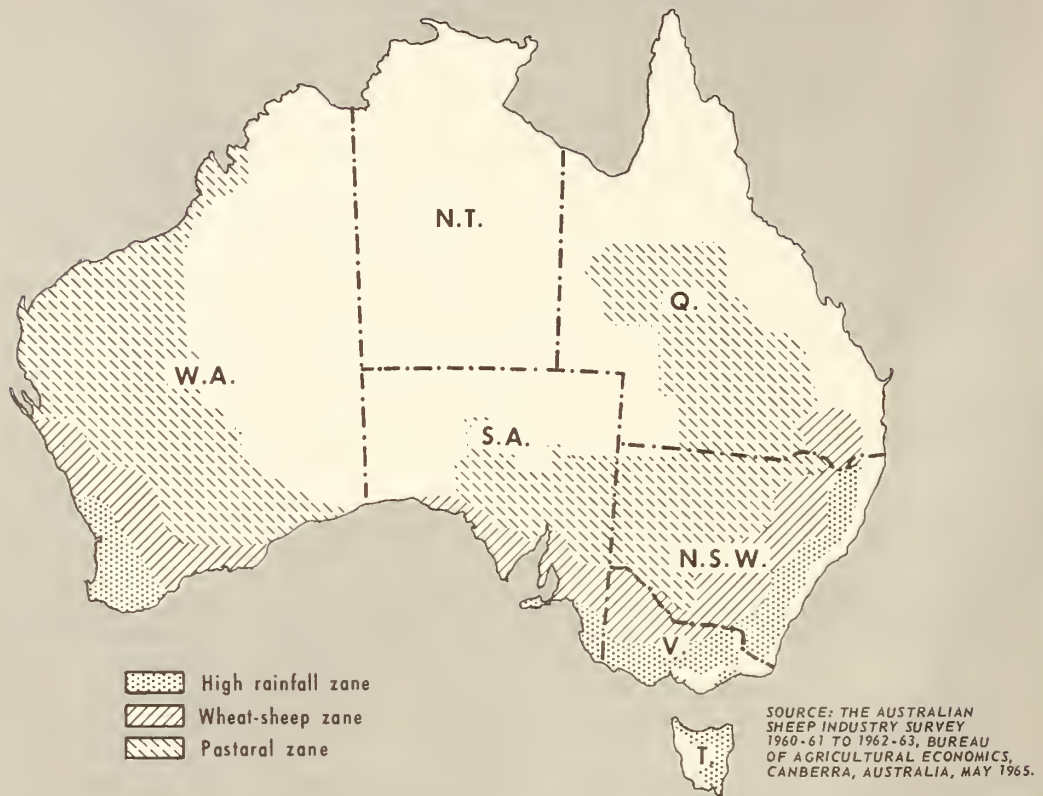 N.T.
Q.
W.A.
S.A.
N.S.W.
V
T.
High rainfall zone
Wheat-sheep zone
Pastaral zone
SOURCE: THE AUSTRALIAN
SHEEP INDUSTRY SURVEY
1960-61 TO 1962-63, BUREAU
OF AGRICULTURAL ECONOMICS,
CANBERRA, AUSTRALIA, MAY 1965.